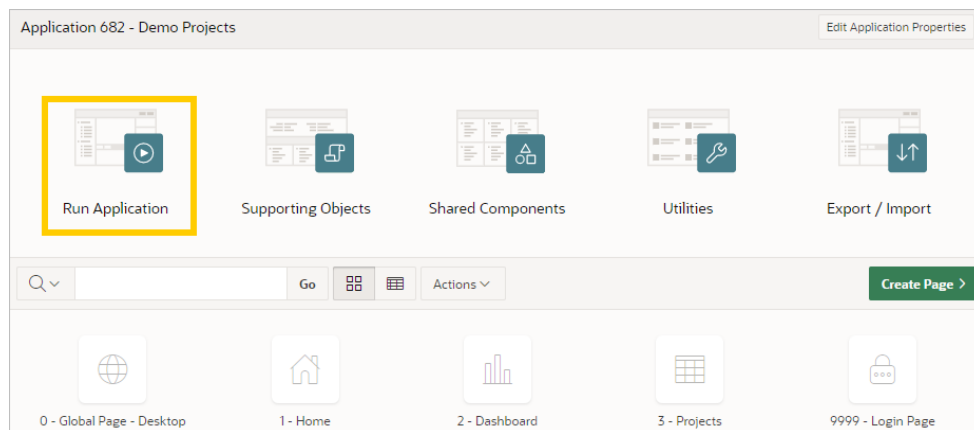 Application 682 - Demo Projects
Edit Application Properties
Run Application
Supporting Objects
Shared Components
Utilities
Export / Import
Go
Actions
Create Page
0 - Global Page - Desktop
1 - Home
2 - Dashboard
3 - Projects
9999 - Login Page